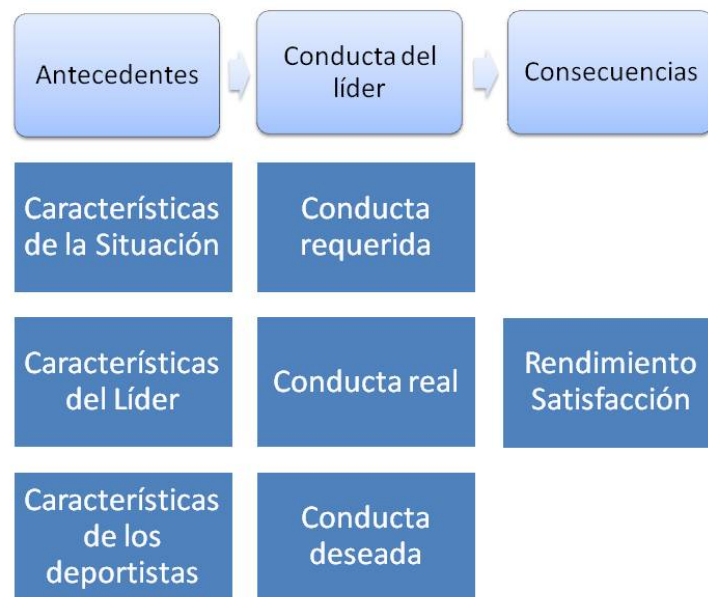 Antecedentes
Conducta del
líder
Consecuencias
Características
de la Situación
Conducta
requerida
Características
del Líder
Conducta real
Rendimiento
Satisfacción
Características
de los
deportistas
Conducta
deseada